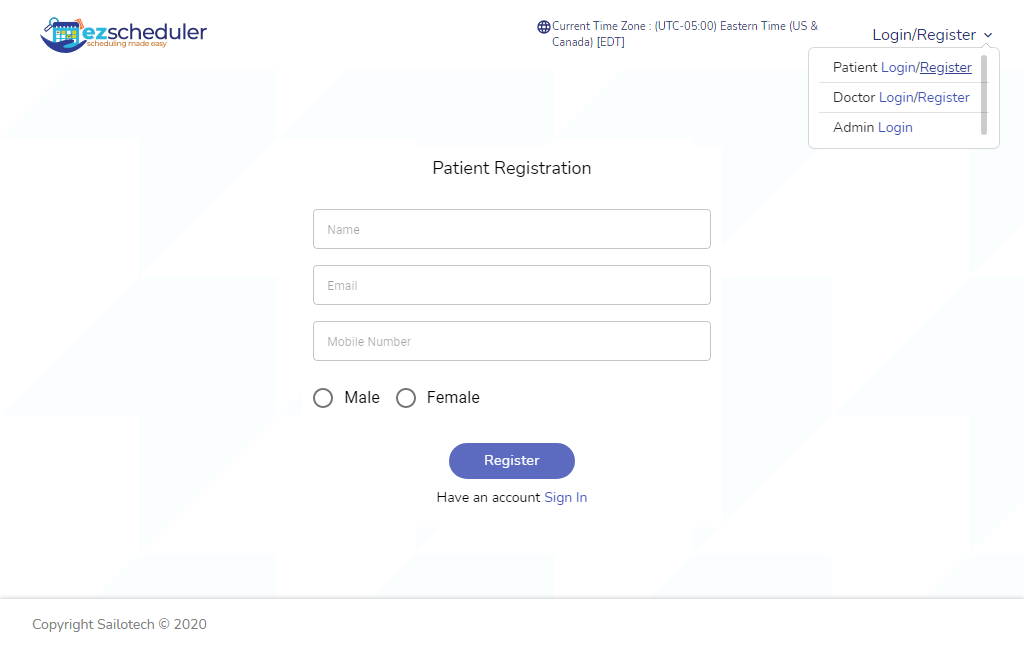 ezscheduler
scheduling made easy
Current Time Zone : (UTC-05:00) Eastern Time (US &
Canada) [EDT]
Login/Register
Patient Login/Register
Doctor Login/Register
Admin Login
Patient Registration
Name
Email
Mobile Number
Male Female
Register
Have an account Sign In
Copyright Sailotech © 2020